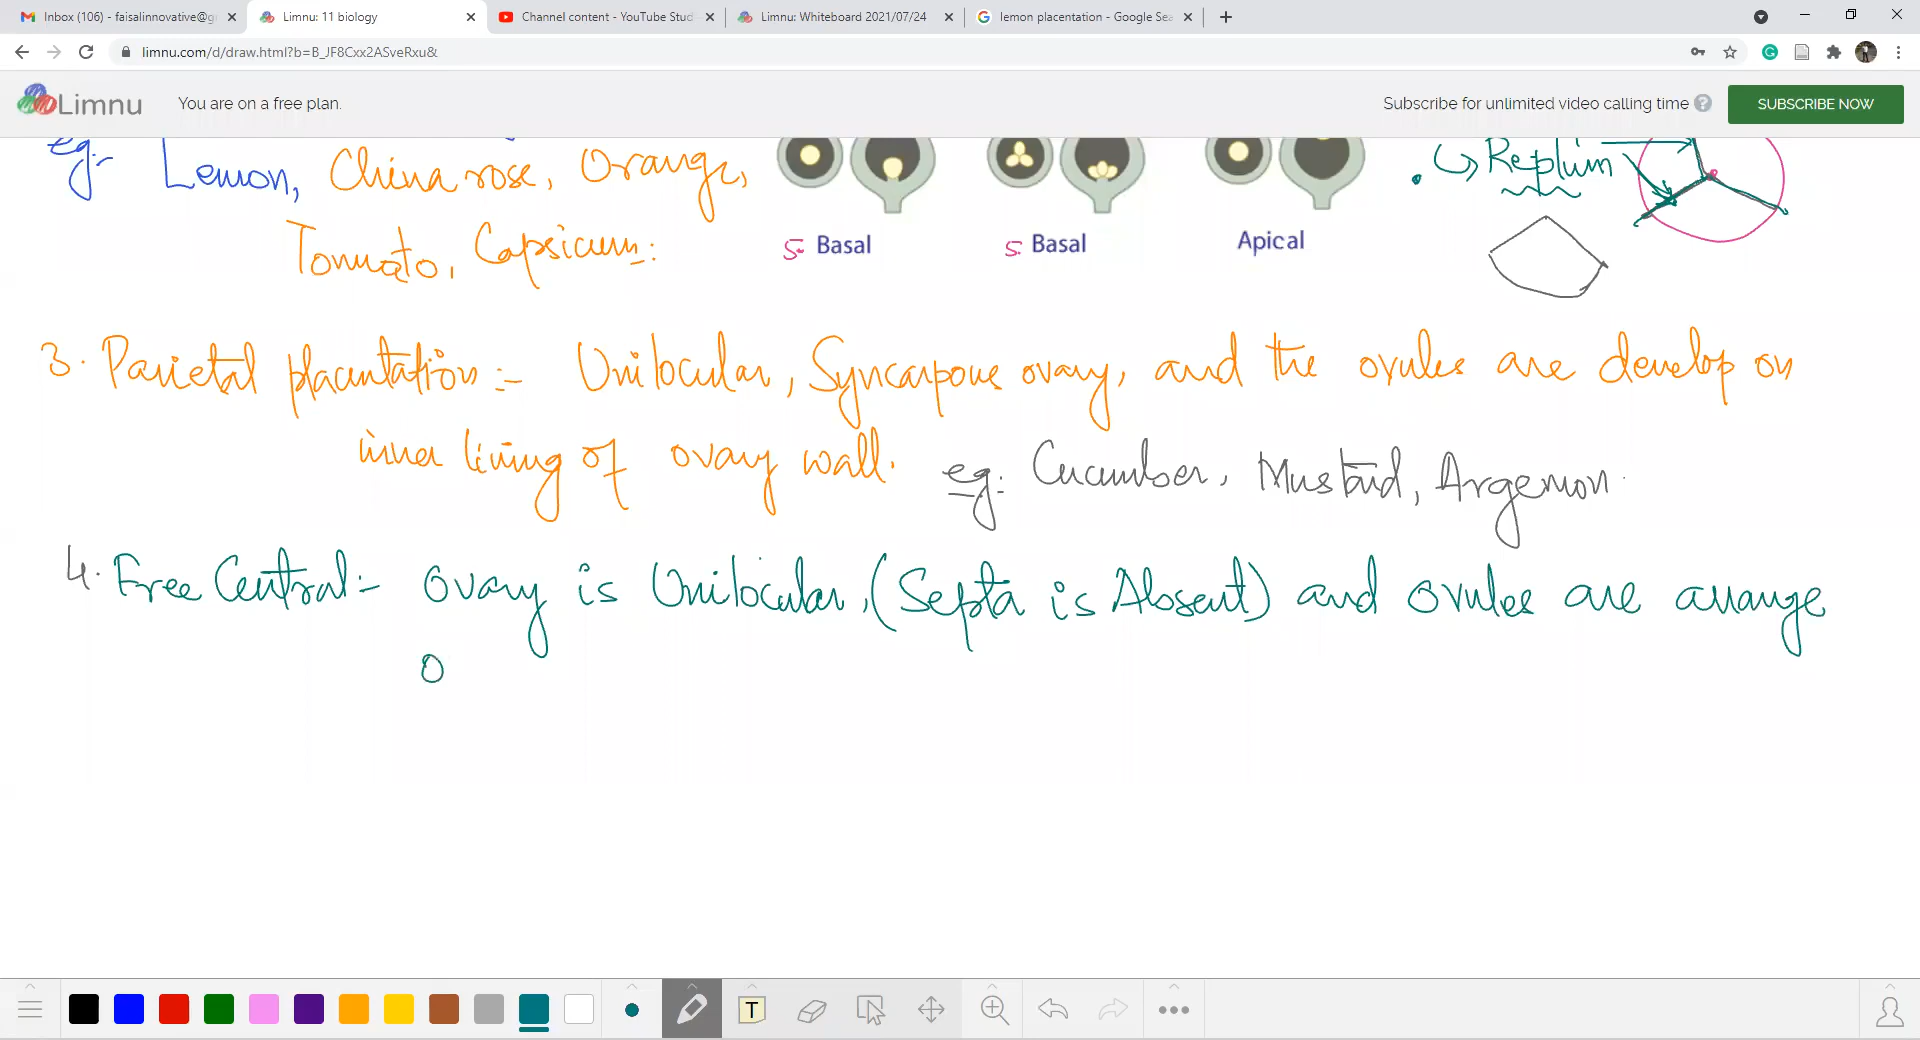 Inbox (106) - faisalinnovative@g
Limnu: 11 biology
Channel content - YouTube Stud
Limnu: Whiteboard 2021/07/24
lemon placentation - Google Sea
limnu.com/d/draw.html?b=B_JF8Cxx2ASveRxu&
Limnu
You are on a free plan.
Subscribe for unlimited video calling time ?
SUBSCRIBE NOW
eg:- Lemon, China rose, Orange,
Tomato, Capsicum:
5. Basal
5. Basal
Apical
Replum
3. Parietal placentation:- Unilocular, Syncarpous ovary, and the ovules are develop on
inner lining of ovary wall. eg: Cucumber, Mustard, Argemon.
4. Free Central:- Ovary is Unilocular, (Septa is Absent) and ovules are arrange
O
T